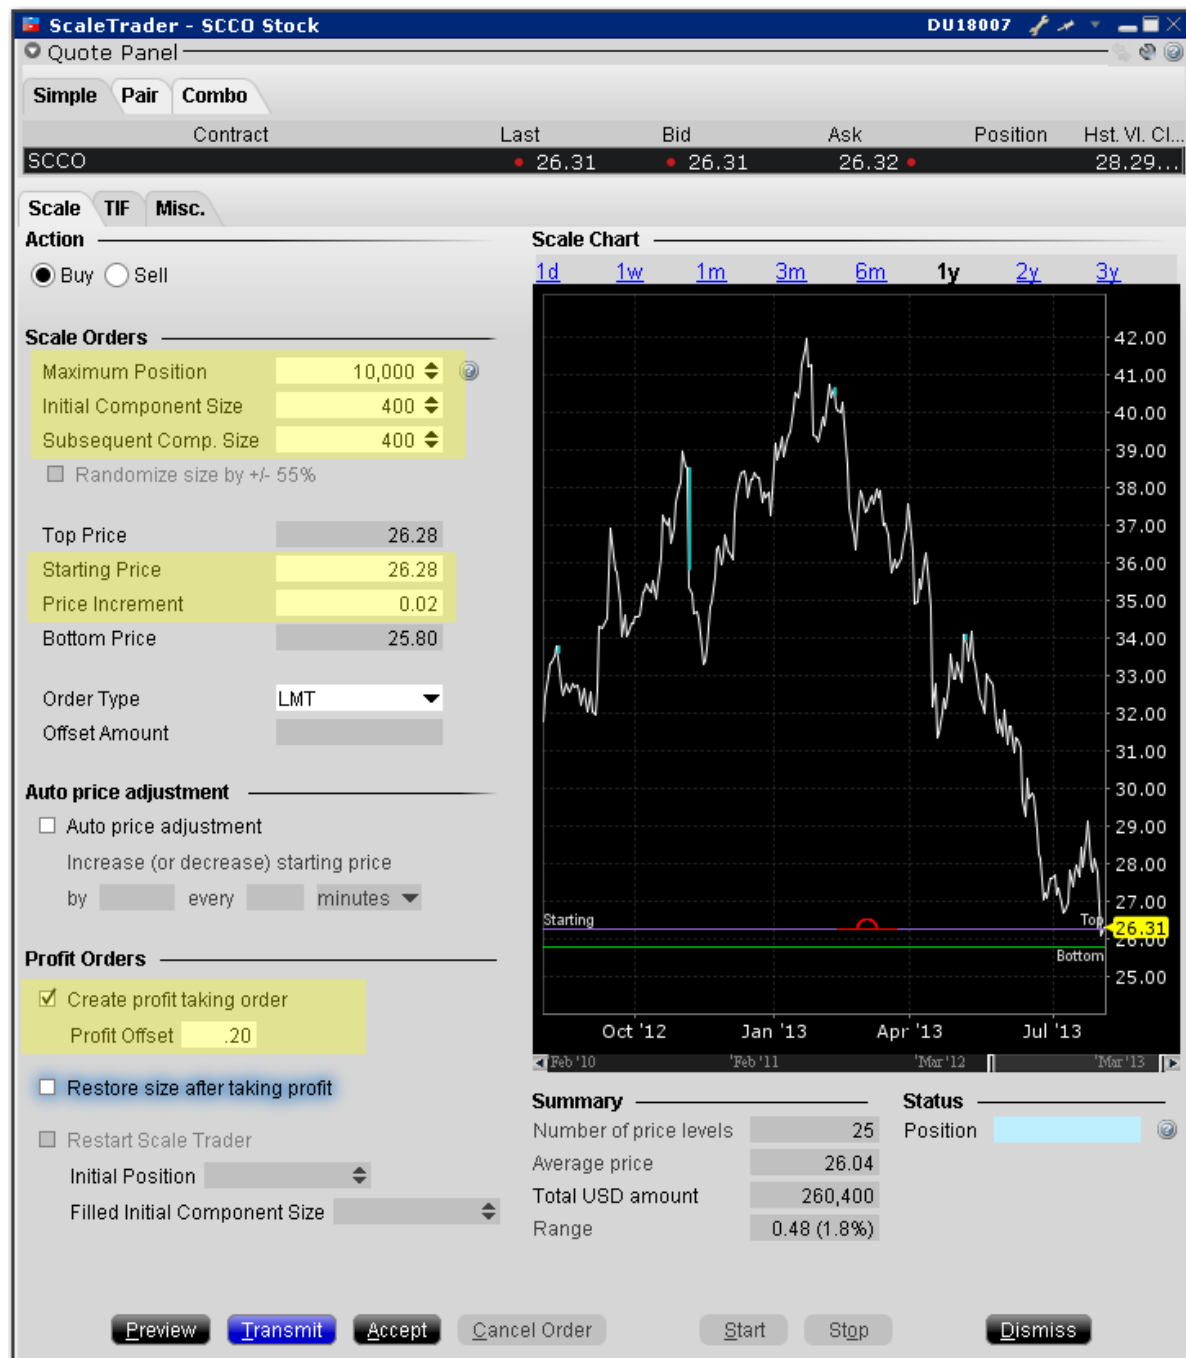 ScaleTrader - SCCO Stock DU18007
Quote Panel
Simple Pair Combo
Contract Last Bid Ask Position Hst. Vl. Cl...
SCCO 26.31 26.31 26.32 28.29...
Scale TIF Misc.
Action
Buy Sell
Scale Orders
Maximum Position 10,000
Initial Component Size 400
Subsequent Comp. Size 400
Randomize size by +/- 55%
Top Price 26.28
Starting Price 26.28
Price Increment 0.02
Bottom Price 25.80
Order Type LMT
Offset Amount
Auto price adjustment
Auto price adjustment
Increase (or decrease) starting price
by every minutes
Profit Orders
Create profit taking order
Profit Offset .20
Restore size after taking profit
Restart Scale Trader
Initial Position
Filled Initial Component Size
Scale Chart
1d 1w 1m 3m 6m 1y 2y 3y
42.00
41.00
40.00
39.00
38.00
37.00
36.00
35.00
34.00
33.00
32.00
31.00
30.00
29.00
28.00
27.00
Starting Top 26.31
26.00
Bottom
25.00
Oct '12 Jan '13 Apr '13 Jul '13
Feb '10 'Feb '11 'Mar '12 'Mar '13
Summary
Number of price levels 25
Average price 26.04
Total USD amount 260,400
Range 0.48 (1.8%)
Status
Position
Preview Transmit Accept Cancel Order Start Stop Dismiss